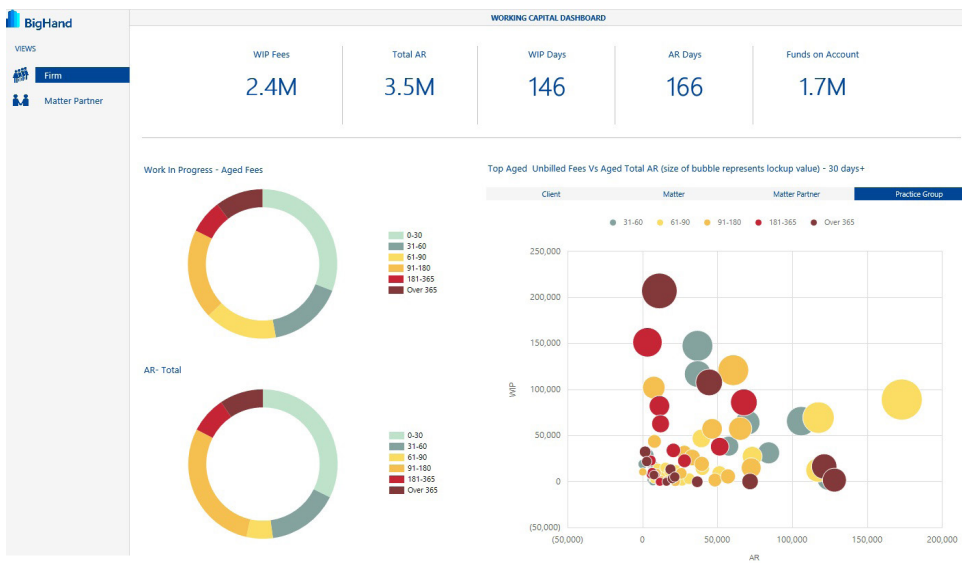 BigHand
WORKING CAPITAL DASHBOARD
VIEWS
Firm
Matter Partner
WIP Fees
Total AR
WIP Days
AR Days
Funds on Account
2.4M
3.5M
146
166
1.7M
Work In Progress - Aged Fees
0-30
31-60
61-90
91-180
181-365
Over 365
AR- Total
0-30
31-60
61-90
91-180
181-365
Over 365
Top Aged Unbilled Fees Vs Aged Total AR (size of bubble represents lockup value) - 30 days+
Client
Matter
Matter Partner
Practice Group
31-60
61-90
91-180
181-365
Over 365
250,000
200,000
150,000
100,000
50,000
0
(50,000)
WIP
(50,000)
0
50,000
100,000
150,000
200,000
AR